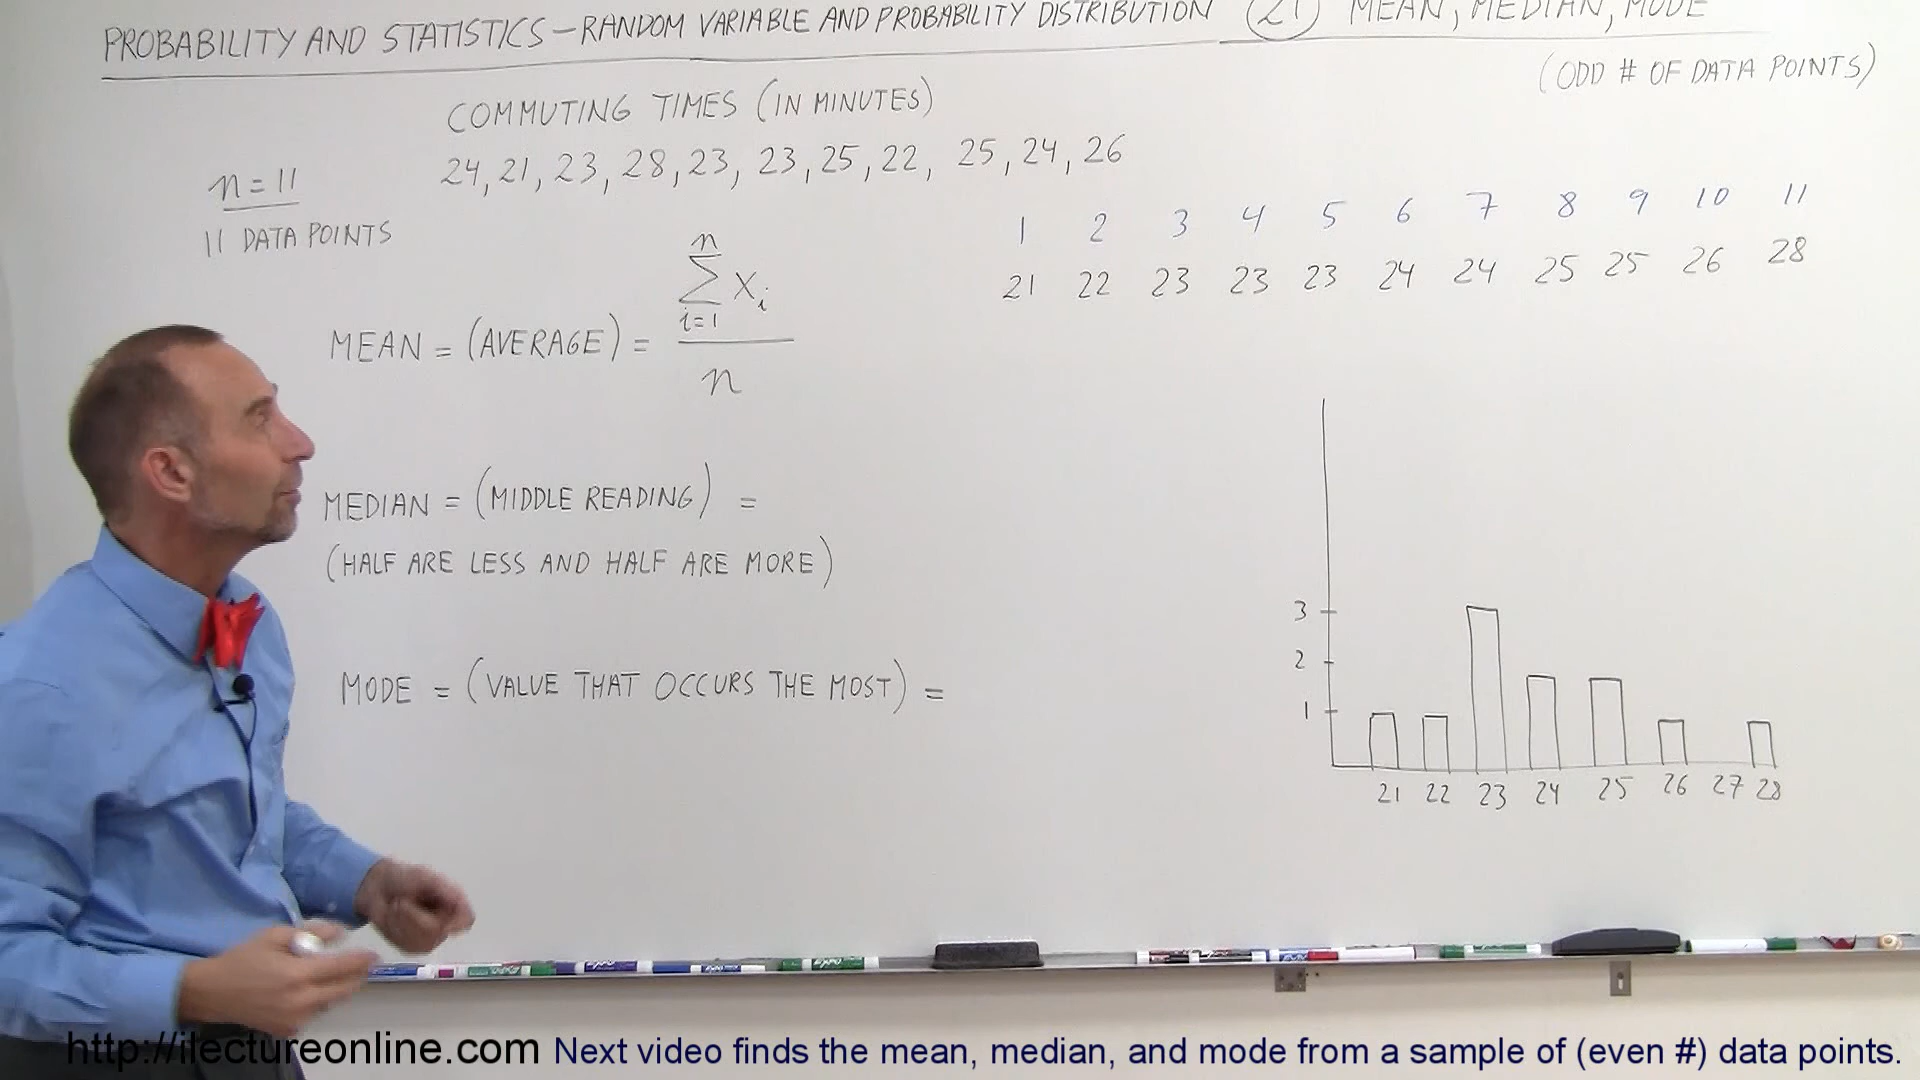 PROBABILITY AND STATISTICS – RANDOM VARIABLE AND PROBABILITY DISTRIBUTION (21) MEAN, MEDIAN, MODE
(ODD # OF DATA POINTS)
COMMUTING TIMES (IN MINUTES)
24, 21, 23, 28, 23, 23, 25, 22, 25, 24, 26
n = 11
11 DATA POINTS
1 2 3 4 5 6 7 8 9 10 11
21 22 23 23 23 24 24 25 25 26 28
n
MEAN = (AVERAGE) = Σ xi
i=1
n
MEDIAN = (MIDDLE READING) =
(HALF ARE LESS AND HALF ARE MORE)
MODE = (VALUE THAT OCCURS THE MOST) =
3
2
1
21 22 23 24 25 26 27 28
http://ilectureonline.com Next video finds the mean, median, and mode from a sample of (even #) data points.